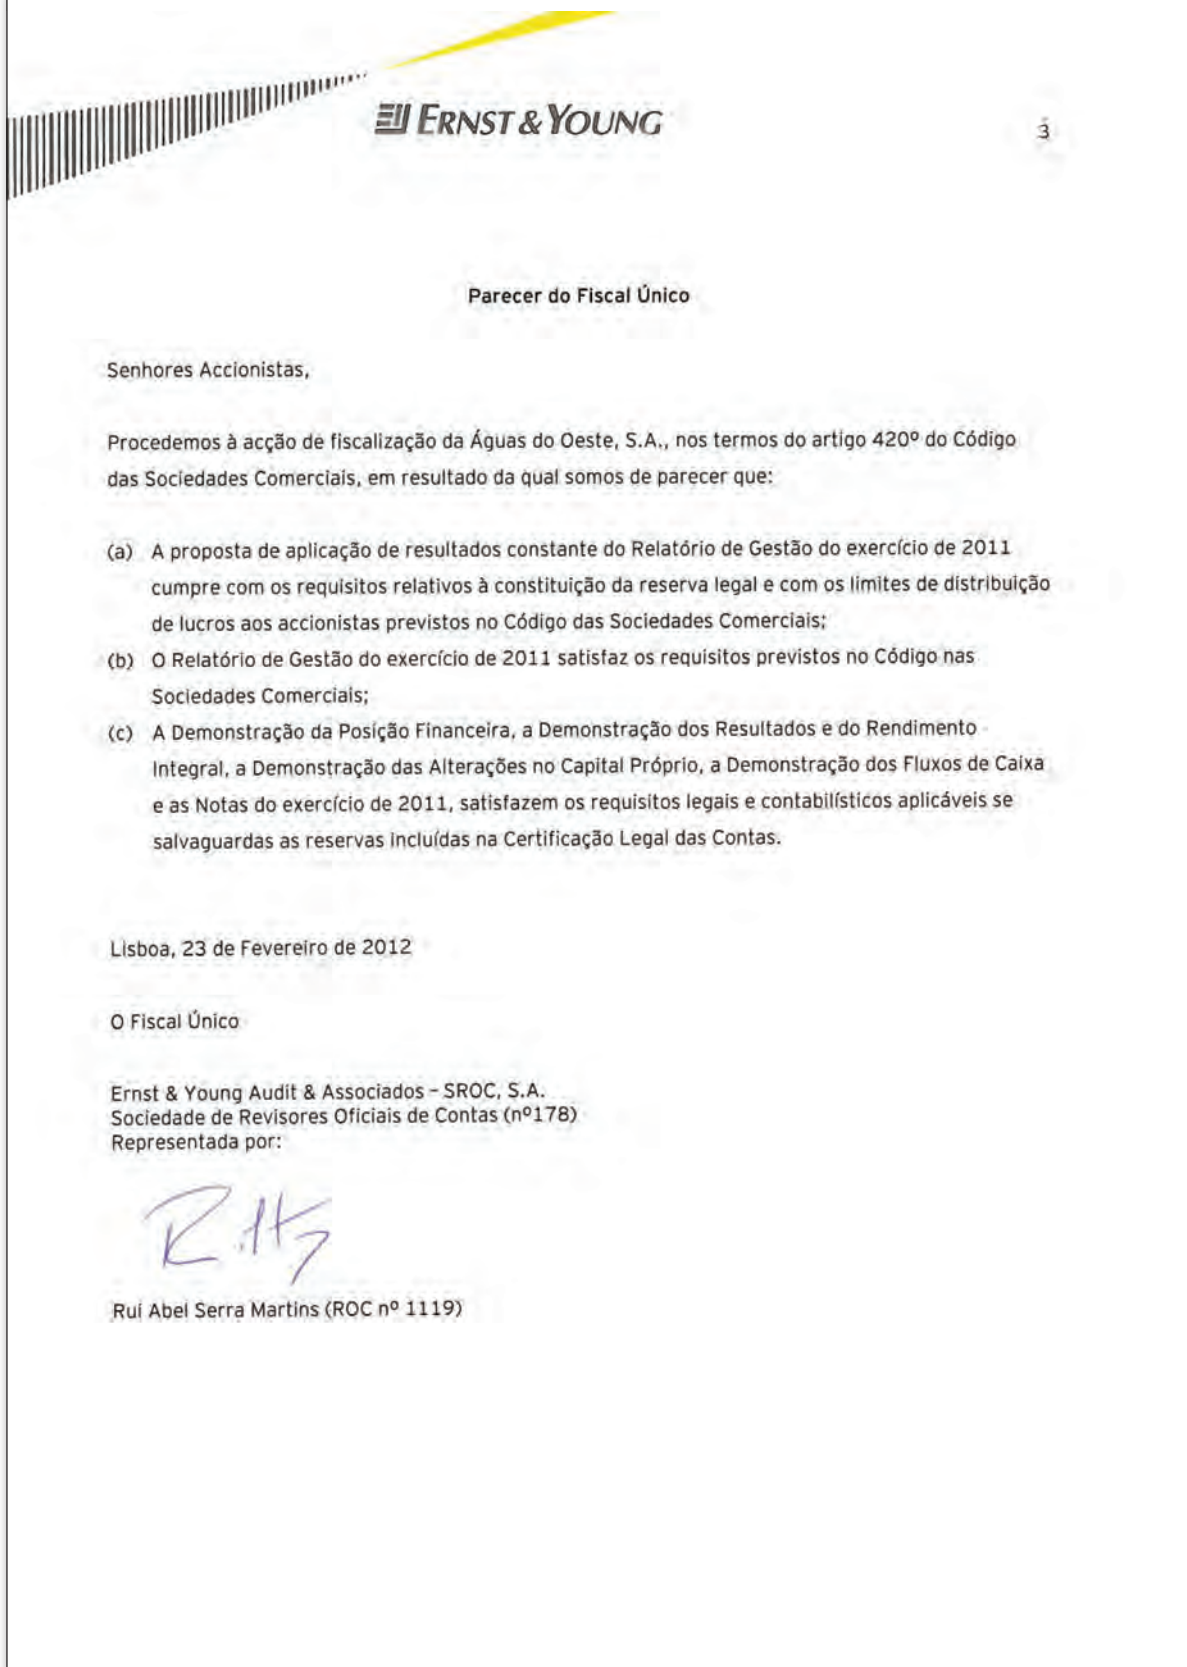 ERNST & YOUNG
3
Parecer do Fiscal Único
Senhores Accionistas,
Procedemos à acção de fiscalização da Águas do Oeste, S.A., nos termos do artigo 420º do Código
das Sociedades Comerciais, em resultado da qual somos de parecer que:
(a) A proposta de aplicação de resultados constante do Relatório de Gestão do exercício de 2011
cumpre com os requisitos relativos à constituição da reserva legal e com os limites de distribuição
de lucros aos accionistas previstos no Código das Sociedades Comerciais;
(b) O Relatório de Gestão do exercício de 2011 satisfaz os requisitos previstos no Código nas
Sociedades Comerciais;
(c) A Demonstração da Posição Financeira, a Demonstração dos Resultados e do Rendimento
Integral, a Demonstração das Alterações no Capital Próprio, a Demonstração dos Fluxos de Caixa
e as Notas do exercício de 2011, satisfazem os requisitos legais e contabilísticos aplicáveis se
salvaguardas as reservas incluídas na Certificação Legal das Contas.
Lisboa, 23 de Fevereiro de 2012
O Fiscal Único
Ernst & Young Audit & Associados – SROC, S.A.
Sociedade de Revisores Oficiais de Contas (nº178)
Representada por:
Rui Abel Serra Martins (ROC nº 1119)